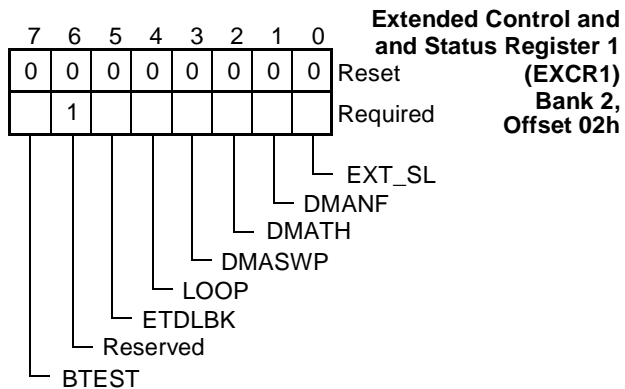 Extended Control and
and Status Register 1
(EXCR1)
Bank 2,
Offset 02h
7 6 5 4 3 2 1 0
0 0 0 0 0 0 0 0 Reset
1 Required
EXT_SL
DMANF
DMATH
DMASWP
LOOP
ETDLBK
Reserved
BTEST